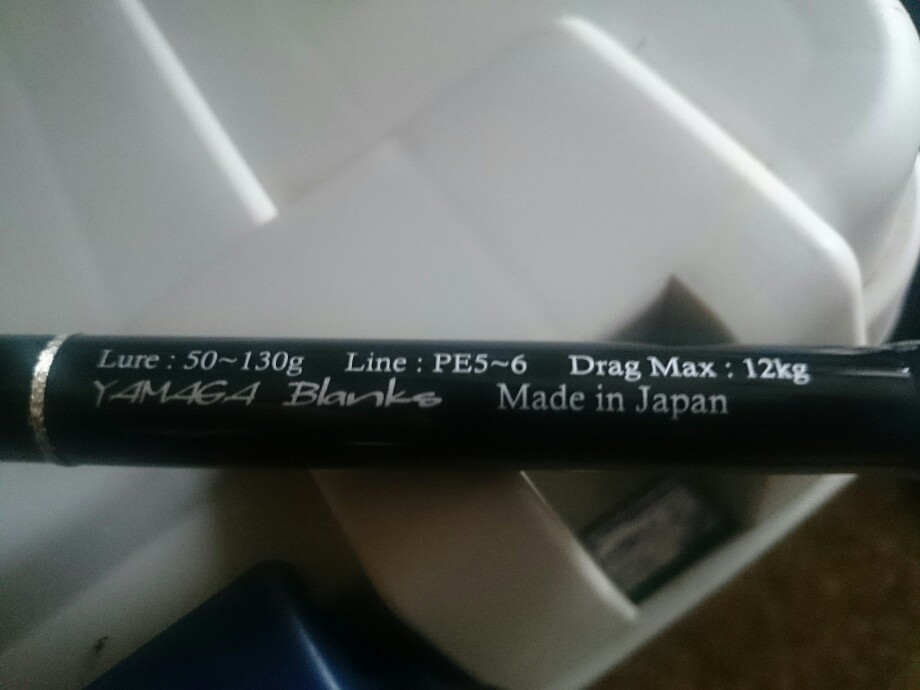 Lure : 50~130g Line : PE5~6 Drag Max : 12kg
YAMAGA Blanks Made in Japan